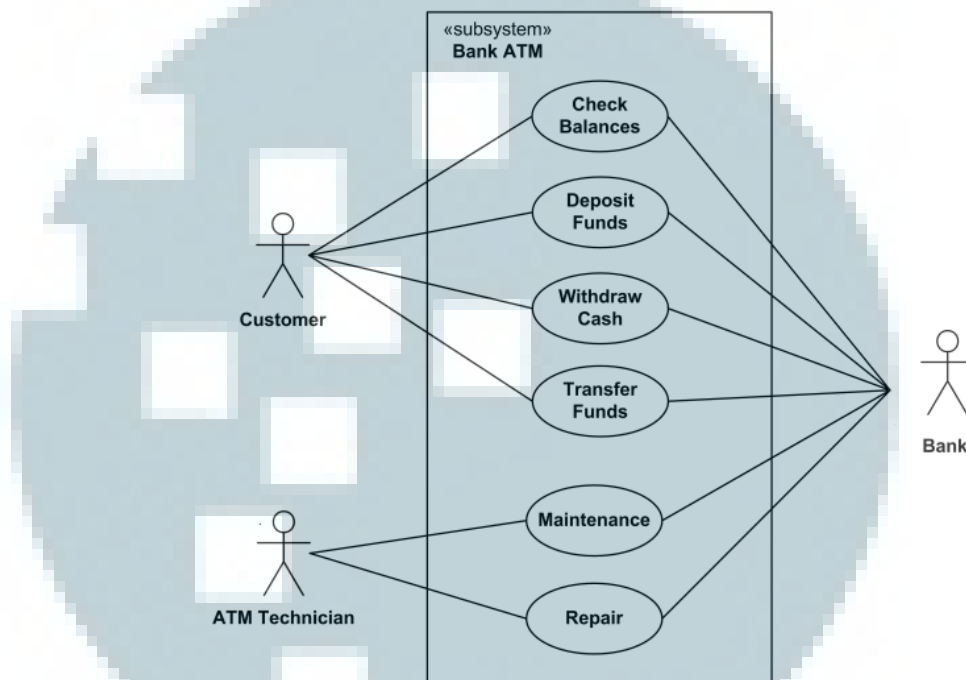 «subsystem»
Bank ATM
Check
Balances
Deposit
Funds
Withdraw
Cash
Customer
Transfer
Funds
Bank
Maintenance
ATM Technician
Repair